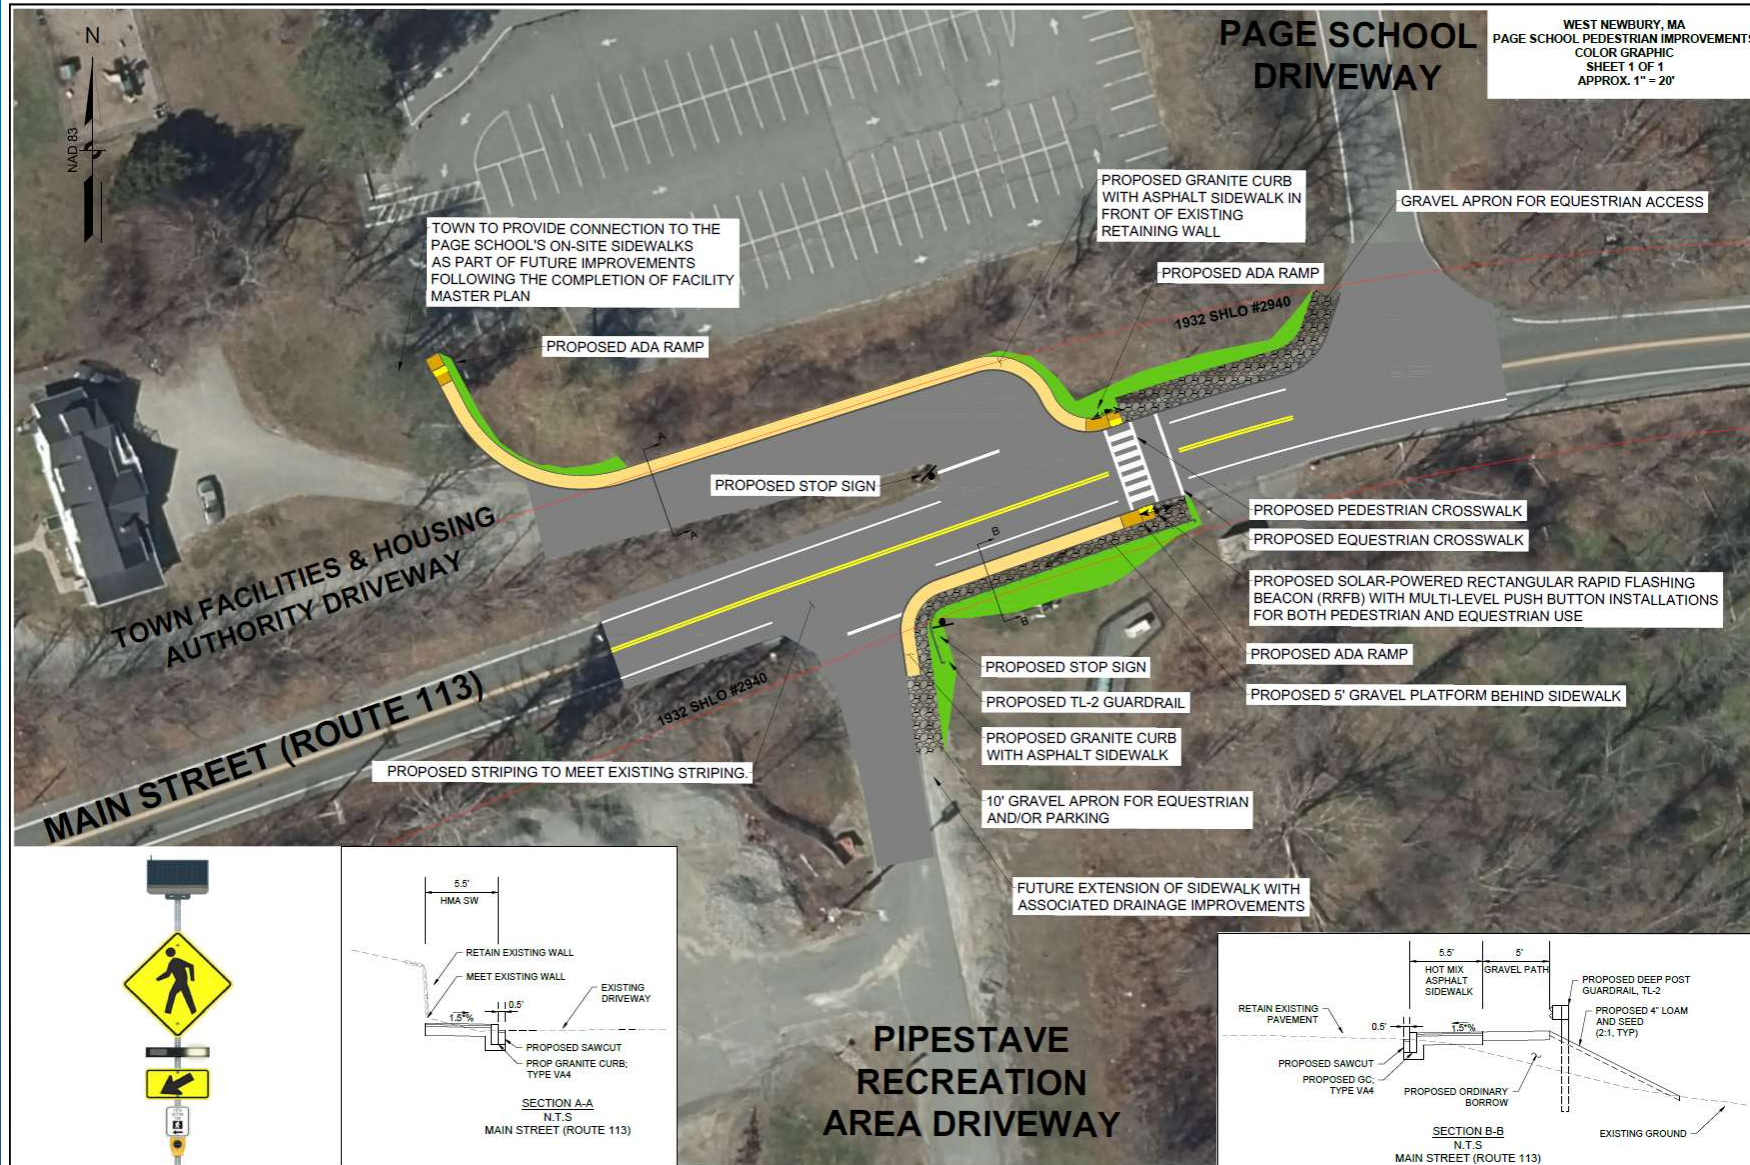 PAGE SCHOOL
DRIVEWAY
WEST NEWBURY, MA
PAGE SCHOOL PEDESTRIAN IMPROVEMENTS
COLOR GRAPHIC
SHEET 1 OF 1
APPROX. 1" = 20'
N
NAD 83
TOWN TO PROVIDE CONNECTION TO THE
PAGE SCHOOL'S ON-SITE SIDEWALKS
AS PART OF FUTURE IMPROVEMENTS
FOLLOWING THE COMPLETION OF FACILITY
MASTER PLAN
PROPOSED GRANITE CURB
WITH ASPHALT SIDEWALK IN
FRONT OF EXISTING
RETAINING WALL
GRAVEL APRON FOR EQUESTRIAN ACCESS
PROPOSED ADA RAMP
1932 SHLO #2940
PROPOSED ADA RAMP
A
A
PROPOSED STOP SIGN
B
B
PROPOSED PEDESTRIAN CROSSWALK
PROPOSED EQUESTRIAN CROSSWALK
PROPOSED SOLAR-POWERED RECTANGULAR RAPID FLASHING
BEACON (RRFB) WITH MULTI-LEVEL PUSH BUTTON INSTALLATIONS
FOR BOTH PEDESTRIAN AND EQUESTRIAN USE
PROPOSED ADA RAMP
PROPOSED 5' GRAVEL PLATFORM BEHIND SIDEWALK
TOWN FACILITIES & HOUSING
AUTHORITY DRIVEWAY
MAIN STREET (ROUTE 113)
1932 SHLO #2940
PROPOSED STOP SIGN
PROPOSED TL-2 GUARDRAIL
PROPOSED GRANITE CURB
WITH ASPHALT SIDEWALK
PROPOSED STRIPING TO MEET EXISTING STRIPING.
10' GRAVEL APRON FOR EQUESTRIAN
AND/OR PARKING
FUTURE EXTENSION OF SIDEWALK WITH
ASSOCIATED DRAINAGE IMPROVEMENTS
PIPESTAVE
RECREATION
AREA DRIVEWAY
5.5'
HMA SW
RETAIN EXISTING WALL
MEET EXISTING WALL
EXISTING
DRIVEWAY
0.5'
1.5*%
PROPOSED SAWCUT
PROP GRANITE CURB;
TYPE VA4
SECTION A-A
N.T.S
MAIN STREET (ROUTE 113)
5.5'
5'
HOT MIX
ASPHALT
SIDEWALK
GRAVEL PATH
PROPOSED DEEP POST
GUARDRAIL, TL-2
PROPOSED 4" LOAM
AND SEED
(2:1, TYP)
RETAIN EXISTING
PAVEMENT
0.5'
1.5*%
PROPOSED SAWCUT
PROPOSED GC;
TYPE VA4
PROPOSED ORDINARY
BORROW
EXISTING GROUND
SECTION B-B
N.T.S
MAIN STREET (ROUTE 113)